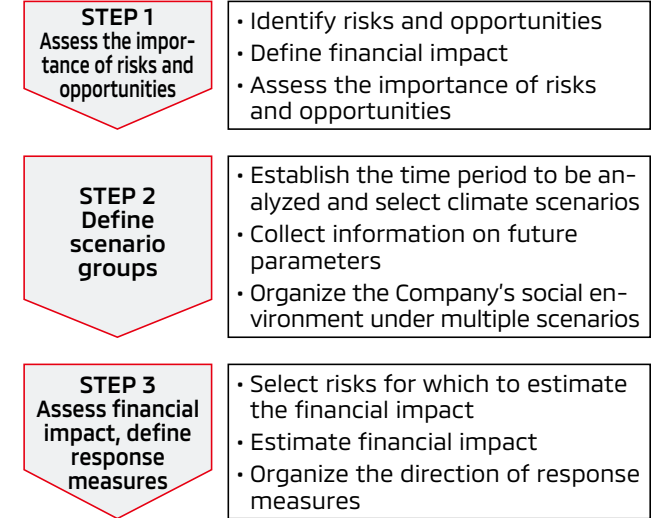 STEP 1
Assess the impor-
tance of risks and
opportunities
• Identify risks and opportunities
• Define financial impact
• Assess the importance of risks
and opportunities
STEP 2
Define
scenario
groups
• Establish the time period to be an-
alyzed and select climate scenarios
• Collect information on future
parameters
• Organize the Company's social en-
vironment under multiple scenarios
STEP 3
Assess financial
impact, define
response
measures
• Select risks for which to estimate
the financial impact
• Estimate financial impact
• Organize the direction of response
measures